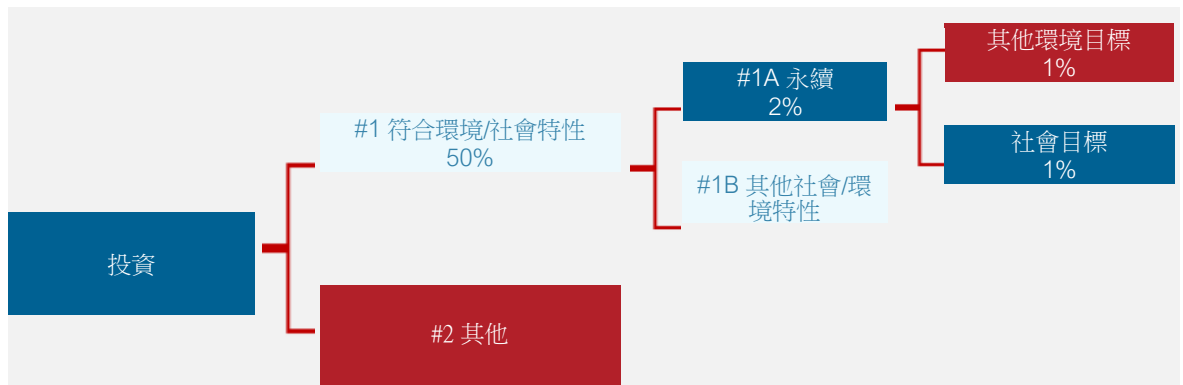 投資
#1 符合環境/社會特性
50%
#2 其他
#1A 永續
2%
#1B 其他社會/環
境特性
其他環境目標
1%
社會目標
1%